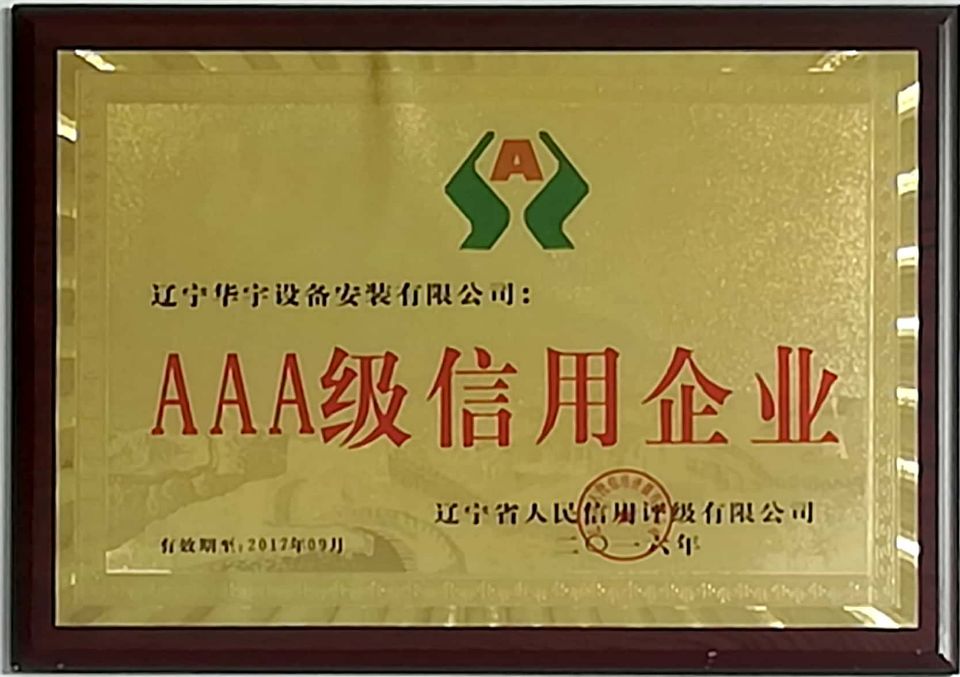 A
辽宁华宇设备安装有限公司：
AAA级信用企业
辽宁省人民信用评级有限公司
二〇一六年
有效期至:2017年09月